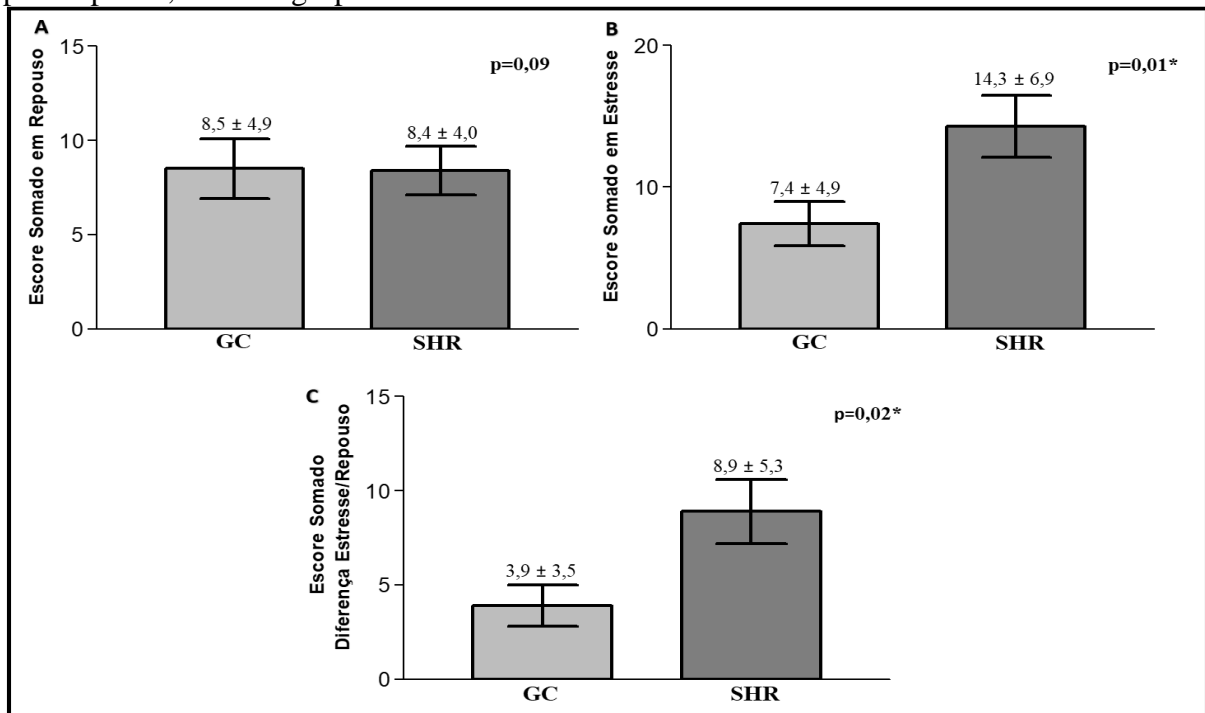 A
Escore Somado em Repouso
15
10
5
0
p=0,09
8,5 ± 4,9
8,4 ± 4,0
GC
SHR
B
Escore Somado em Estresse
20
10
0
p=0,01*
7,4 ± 4,9
14,3 ± 6,9
GC
SHR
C
Escore Somado
Diferença Estresse/Repouso
15
10
5
0
p=0,02*
3,9 ± 3,5
8,9 ± 5,3
GC
SHR